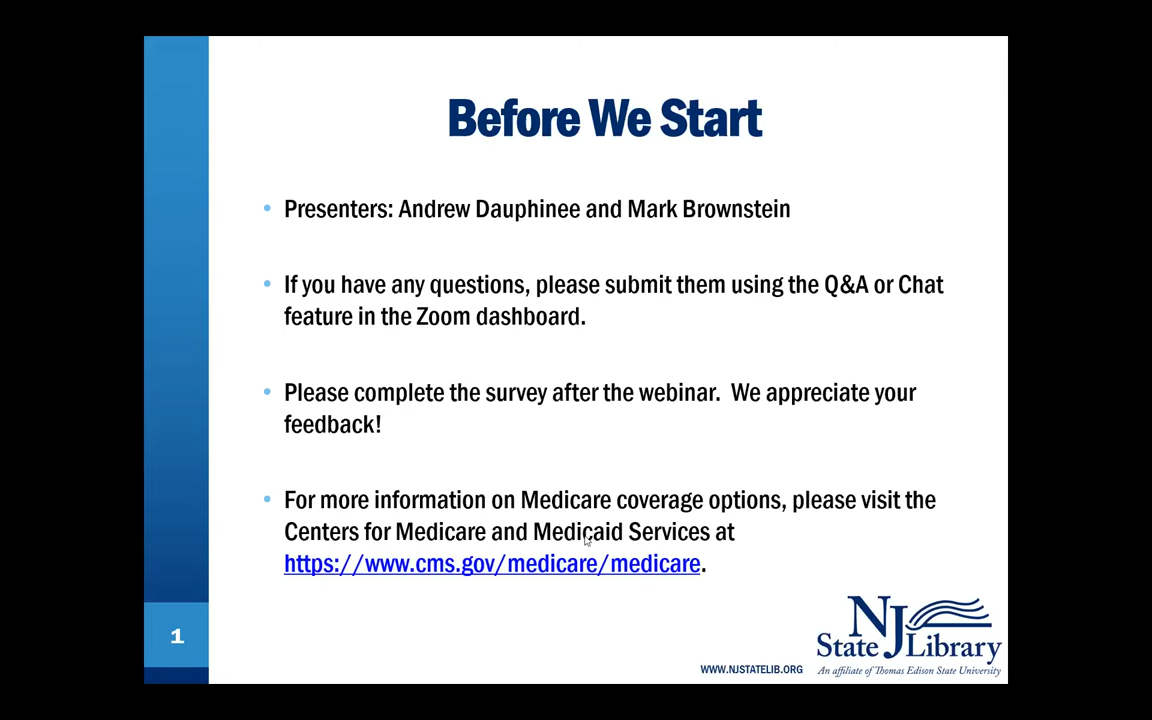 Before We Start
• Presenters: Andrew Dauphinee and Mark Brownstein
• If you have any questions, please submit them using the Q&A or Chat
feature in the Zoom dashboard.
• Please complete the survey after the webinar.  We appreciate your
feedback!
• For more information on Medicare coverage options, please visit the
Centers for Medicare and Medicaid Services at
https://www.cms.gov/medicare/medicare.
1
WWW.NJSTATELIB.ORG
NJ
State Library
An affiliate of Thomas Edison State University